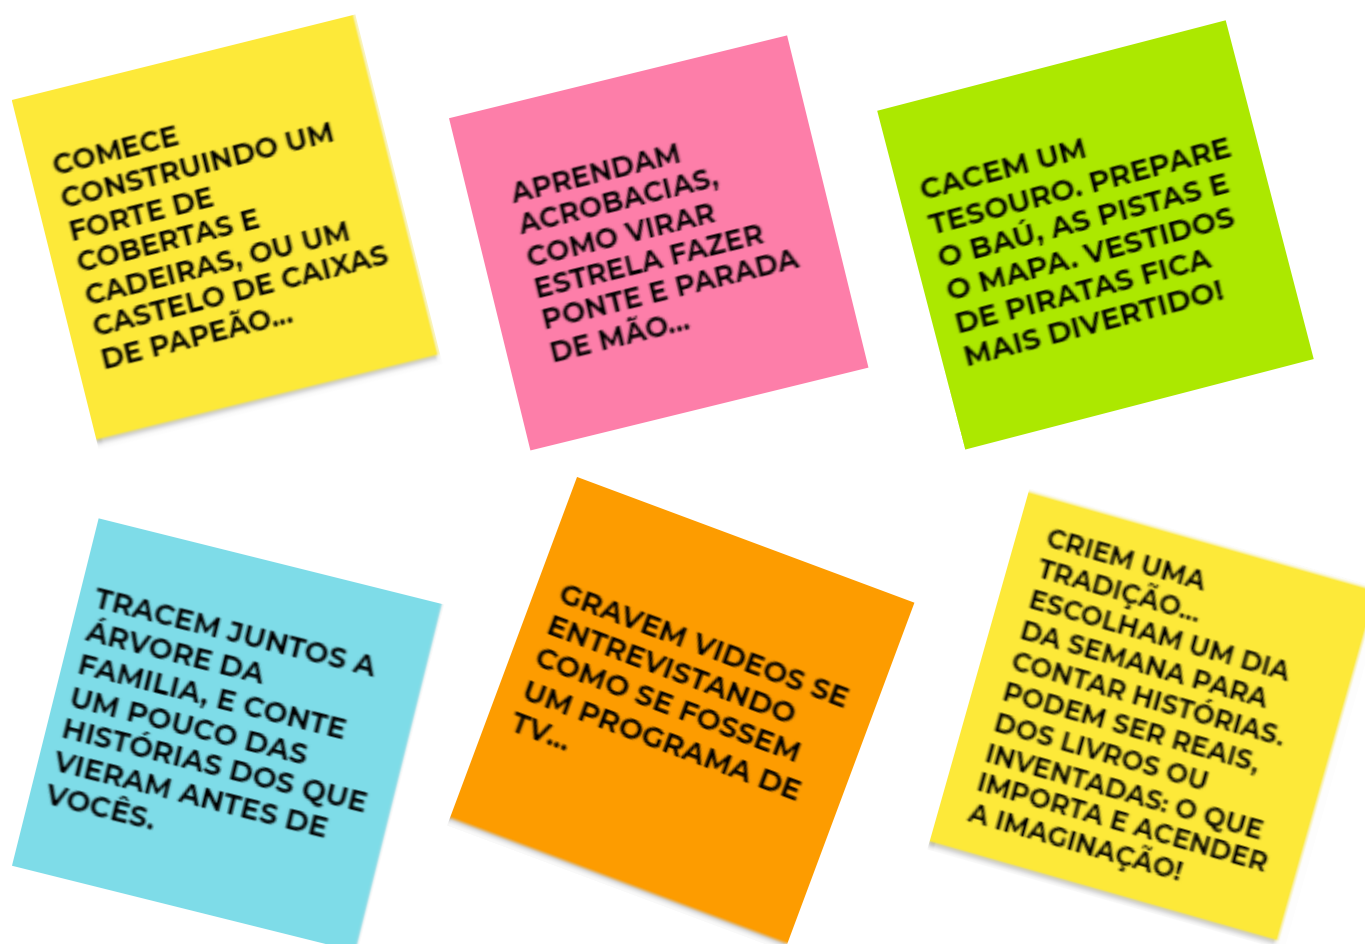 COMECE
CONSTRUINDO UM
FORTE DE
COBERTAS E
CADEIRAS, OU UM
CASTELO DE CAIXAS
DE PAPEÃO...
APRENDAM
ACROBACIAS,
COMO VIRAR
ESTRELA FAZER
PONTE E PARADA
DE MÃO...
CACEM UM
TESOURO. PREPARE
O BAÚ, AS PISTAS E
O MAPA. VESTIDOS
DE PIRATAS FICA
MAIS DIVERTIDO!
TRACEM JUNTOS A
ÁRVORE DA
FAMILIA, E CONTE
UM POUCO DAS
HISTÓRIAS DOS QUE
VIERAM ANTES DE
VOCÊS.
GRAVEM VIDEOS SE
ENTREVISTANDO
COMO SE FOSSEM
UM PROGRAMA DE
TV...
CRIEM UMA
TRADIÇÃO...
ESCOLHAM UM DIA
DA SEMANA PARA
CONTAR HISTÓRIAS.
PODEM SER REAIS,
DOS LIVROS OU
INVENTADAS: O QUE
IMPORTA E ACENDER
A IMAGINAÇÃO!